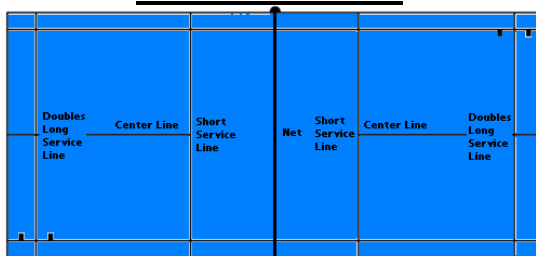 Doubles
Long
Service
Line
Center Line
Short
Service
Line
Net
Short
Service
Line
Center Line
Doubles
Long
Service
Line